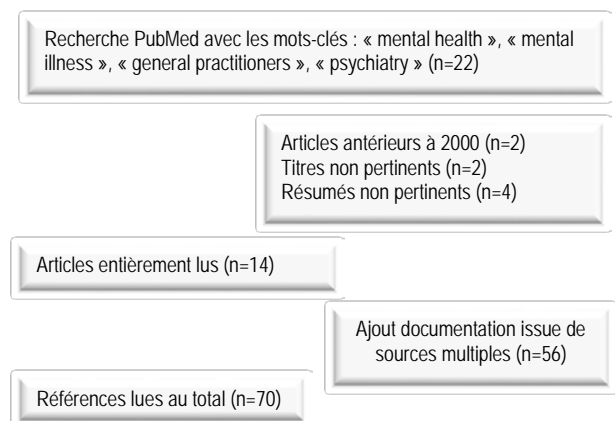 Recherche PubMed avec les mots-clés : « mental health », « mental
illness », « general practitioners », « psychiatry » (n=22)
Articles antérieurs à 2000 (n=2)
Titres non pertinents (n=2)
Résumés non pertinents (n=4)
Articles entièrement lus (n=14)
Ajout documentation issue de
sources multiples (n=56)
Références lues au total (n=70)